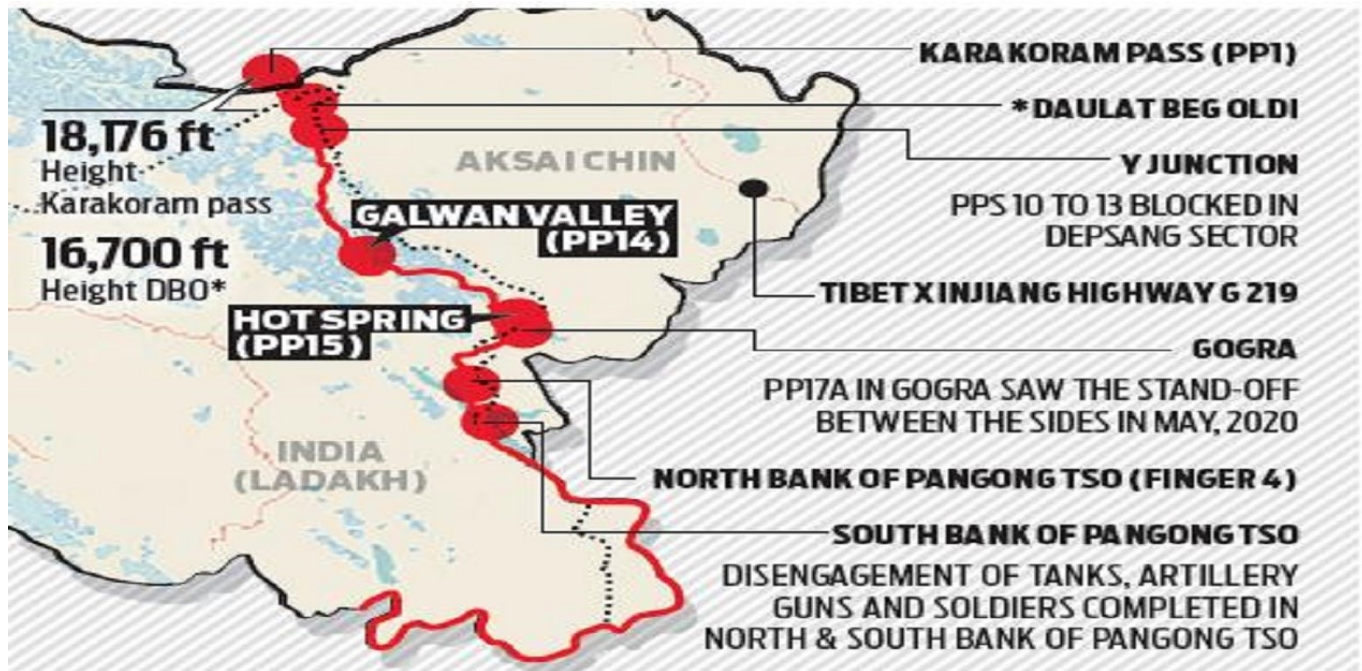 KARAKORAM PASS (PP1)
*DAULAT BEG OLDI
18,176 ft
Height
Karakoram pass
AKSAI CHIN
Y JUNCTION
PPS 10 TO 13 BLOCKED IN
DEPSANG SECTOR
GALWAN VALLEY
(PP14)
16,700 ft
Height DBO*
TIBET XINJIANG HIGHWAY G 219
HOT SPRING
(PP15)
GOGRA
PP17A IN GOGRA SAW THE STAND-OFF
BETWEEN THE SIDES IN MAY, 2020
INDIA
(LADAKH)
NORTH BANK OF PANGONG TSO (FINGER 4)
SOUTH BANK OF PANGONG TSO
DISENGAGEMENT OF TANKS, ARTILLERY
GUNS AND SOLDIERS COMPLETED IN
NORTH & SOUTH BANK OF PANGONG TSO